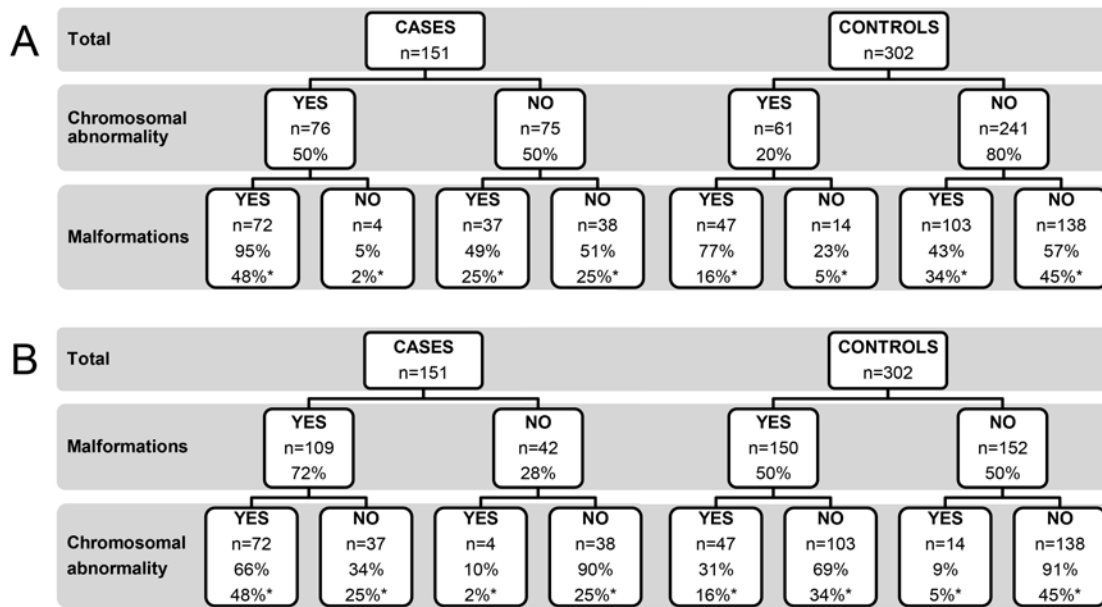 A
Total
CASES
n=151
CONTROLS
n=302
Chromosomal
abnormality
YES
n=76
50%
NO
n=75
50%
YES
n=61
20%
NO
n=241
80%
Malformations
YES
n=72
95%
48%*
NO
n=4
5%
2%*
YES
n=37
49%
25%*
NO
n=38
51%
25%*
YES
n=47
77%
16%*
NO
n=14
23%
5%*
YES
n=103
43%
34%*
NO
n=138
57%
45%*
B
Total
CASES
n=151
CONTROLS
n=302
Malformations
YES
n=109
72%
NO
n=42
28%
YES
n=150
50%
NO
n=152
50%
Chromosomal
abnormality
YES
n=72
66%
48%*
NO
n=37
34%
25%*
YES
n=4
10%
2%*
NO
n=38
90%
25%*
YES
n=47
31%
16%*
NO
n=103
69%
34%*
YES
n=14
9%
5%*
NO
n=138
91%
45%*